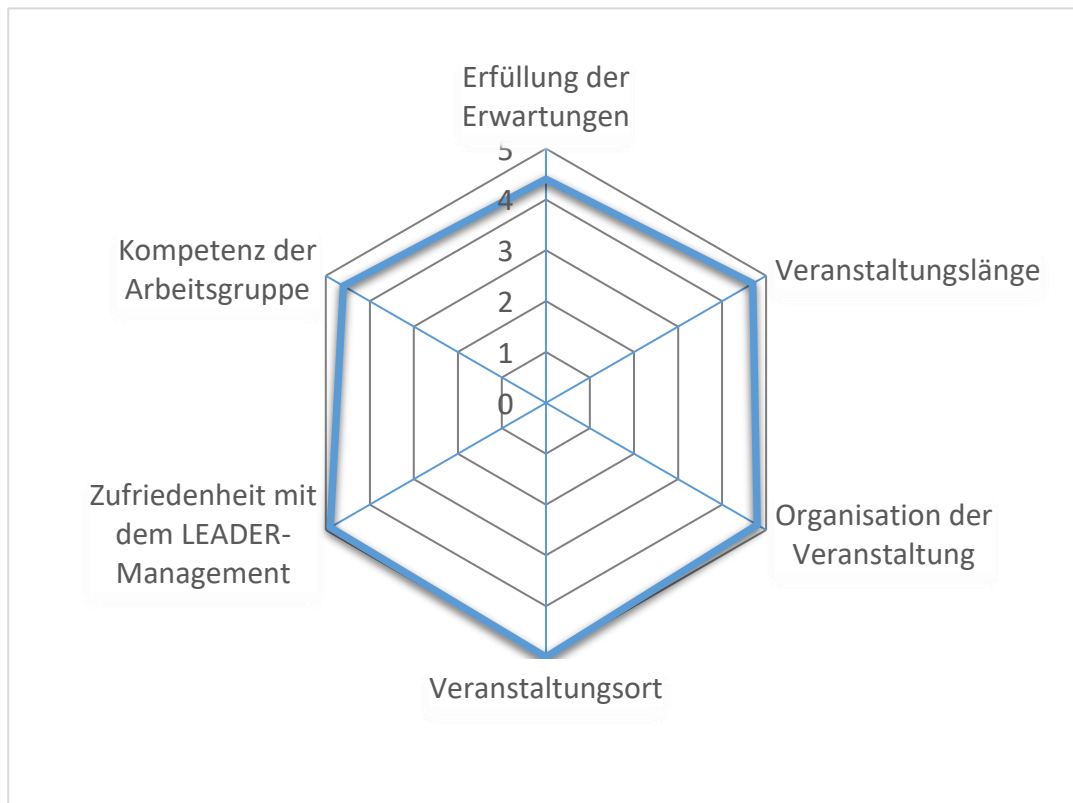 Erfüllung der
Erwartungen
5
4
3
2
1
0
Veranstaltungslänge
Organisation der
Veranstaltung
Veranstaltungsort
Zufriedenheit mit
dem LEADER-
Management
Kompetenz der
Arbeitsgruppe